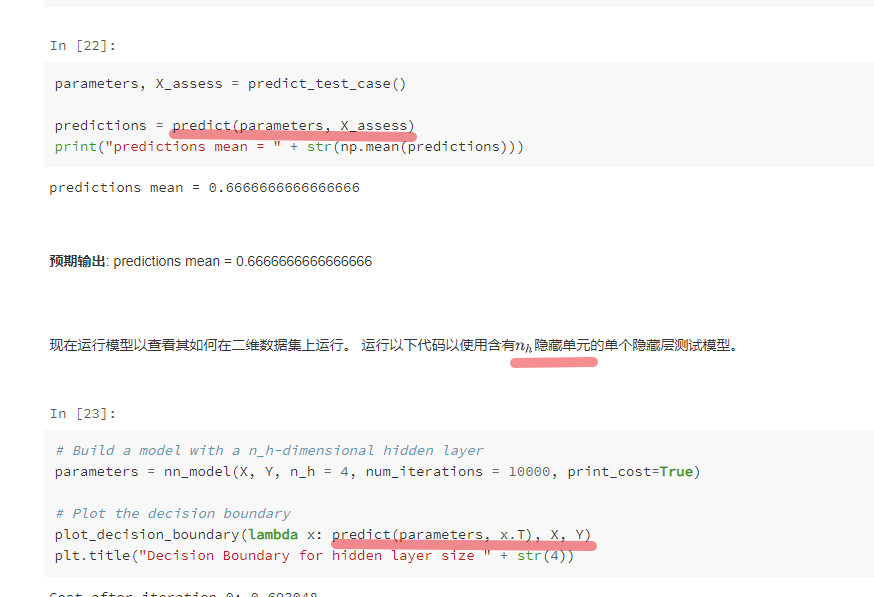 In [22]:
parameters, X_assess = predict_test_case()
predictions = predict(parameters, X_assess)
print("predictions mean = " + str(np.mean(predictions)))
predictions mean = 0.6666666666666666
预期输出: predictions mean = 0.6666666666666666
现在运行模型以查看其如何在二维数据集上运行。 运行以下代码以使用含有n_h隐藏单元的单个隐藏层测试模型。
In [23]:
# Build a model with a n_h-dimensional hidden layer
parameters = nn_model(X, Y, n_h = 4, num_iterations = 10000, print_cost=True)
# Plot the decision boundary
plot_decision_boundary(lambda x: predict(parameters, x.T), X, Y)
plt.title("Decision Boundary for hidden layer size " + str(4))
Cost after iteration 0: 0.693048